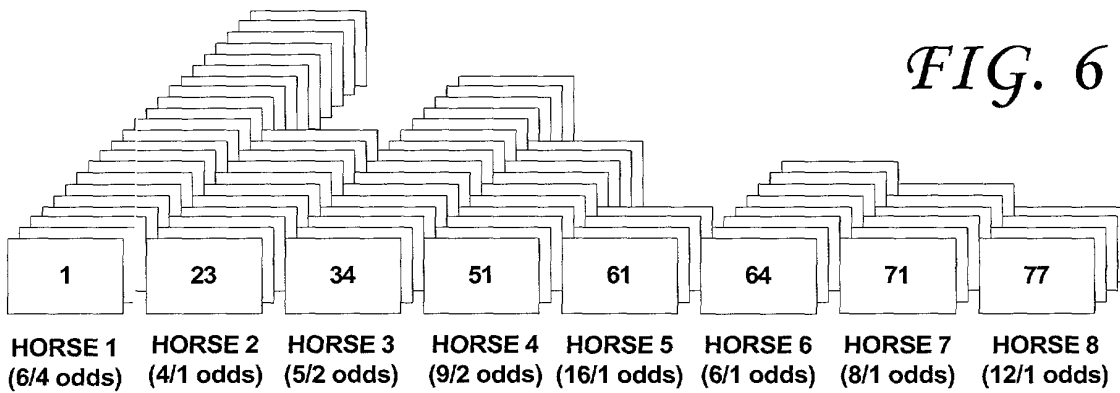 FIG. 6
1 23 34 51 61 64 71 77
HORSE 1 HORSE 2 HORSE 3 HORSE 4 HORSE 5 HORSE 6 HORSE 7 HORSE 8
(6/4 odds) (4/1 odds) (5/2 odds) (9/2 odds) (16/1 odds) (6/1 odds) (8/1 odds) (12/1 odds)